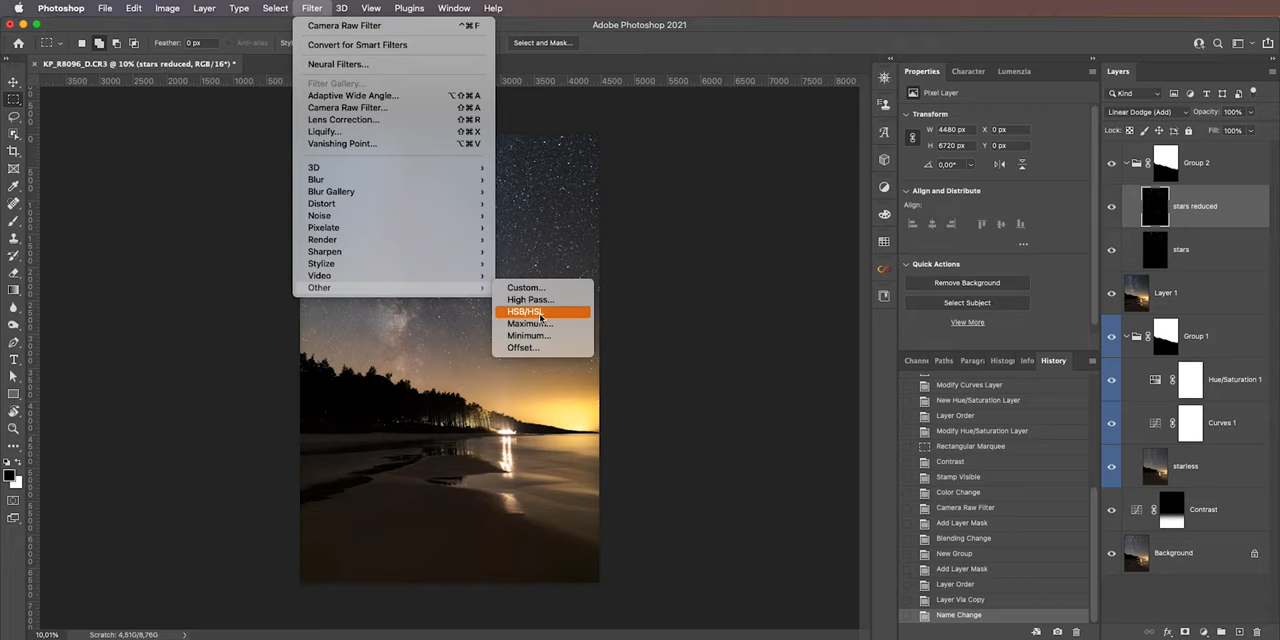 Photoshop File Edit Image Layer Type Select Filter 3D View Plugins Window Help
Adobe Photoshop 2021
Feather: 0 px Anti-alias Select and Mask...
KP_R8096_D.CR3 @ 10% (stars reduced, RGB/16*) *
3500 3000 2500 2000 1500 1000 500 3000 3500 4000 4500 5000 5500 6000 6500 7000 7500 8000
Camera Raw Filter ^⌘F
Convert for Smart Filters
Neural Filters...
Filter Gallery...
Adaptive Wide Angle... ⌥⇧⌘A
Camera Raw Filter... ⇧⌘A
Lens Correction... ⇧⌘R
Liquify... ⇧⌘X
Vanishing Point... ⌥⌘V
3D
Blur
Blur Gallery
Distort
Noise
Pixelate
Render
Sharpen
Stylize
Video
Other
Custom...
High Pass...
HSB/HSL
Maximum...
Minimum...
Offset...
Properties Character Lumenzia
Pixel Layer
Transform
W 4480 px X 0 px
H 6720 px Y 0 px
0,00°
Align and Distribute
Align:
...
Quick Actions
Remove Background
Select Subject
View More
Channe Paths Paragra Histog Info History
Modify Curves Layer
New Hue/Saturation Layer
Layer Order
Modify Hue/Saturation Layer
Rectangular Marquee
Contrast
Stamp Visible
Color Change
Camera Raw Filter
Add Layer Mask
Blending Change
New Group
Add Layer Mask
Layer Order
Layer Via Copy
Name Change
Layers
Kind
Linear Dodge (Add) Opacity: 100%
Lock: Fill: 100%
Group 2
stars reduced
stars
Layer 1
Group 1
Hue/Saturation 1
Curves 1
starless
Contrast
Background
10,01% Scratch: 4,51G/8,76G